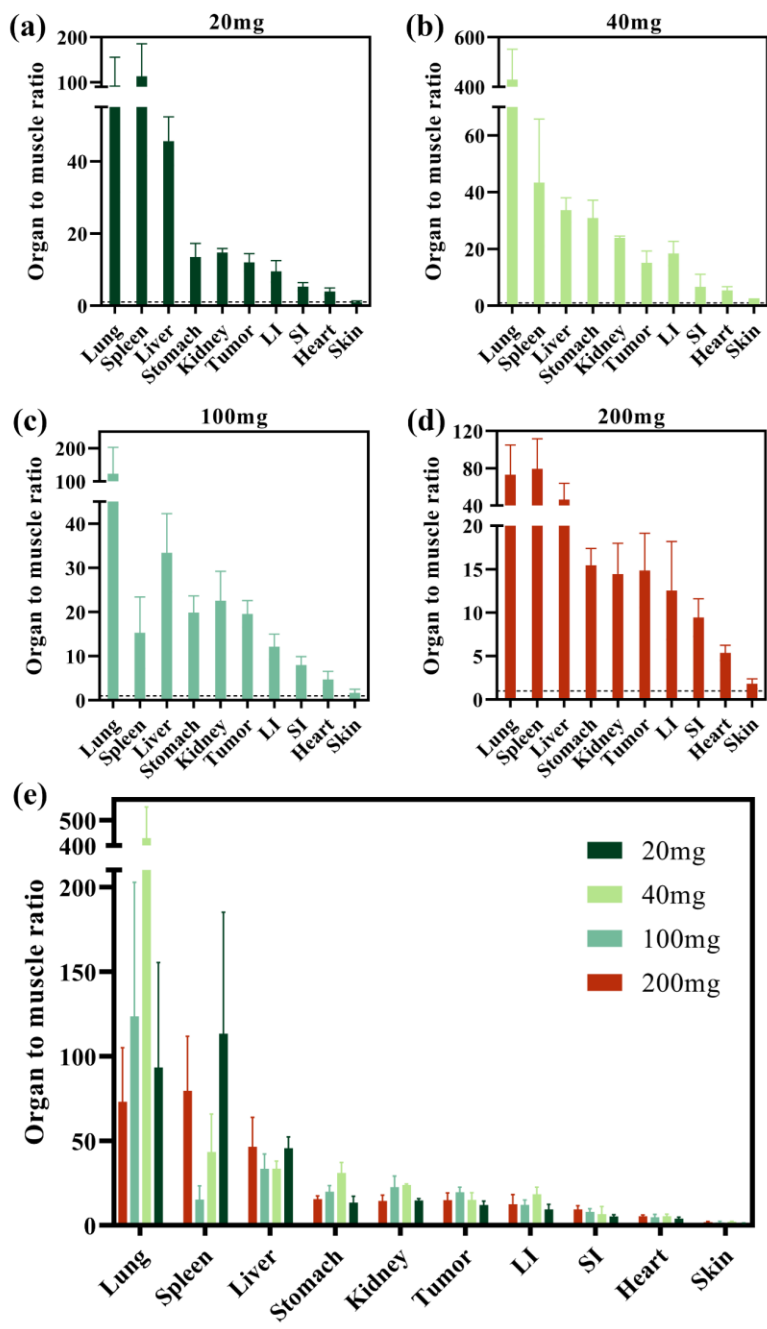 (a)
20mg
Organ to muscle ratio
200
100
40
20
0
Lung
Spleen
Liver
Stomach
Kidney
Tumor
LI
SI
Heart
Skin
(b)
40mg
Organ to muscle ratio
600
400
60
40
20
0
Lung
Spleen
Liver
Stomach
Kidney
Tumor
LI
SI
Heart
Skin
(c)
100mg
Organ to muscle ratio
200
100
40
30
20
10
0
Lung
Spleen
Liver
Stomach
Kidney
Tumor
LI
SI
Heart
Skin
(d)
200mg
Organ to muscle ratio
120
80
40
20
15
10
5
0
Lung
Spleen
Liver
Stomach
Kidney
Tumor
LI
SI
Heart
Skin
(e)
Organ to muscle ratio
500
400
200
150
100
50
0
20mg
40mg
100mg
200mg
Lung
Spleen
Liver
Stomach
Kidney
Tumor
LI
SI
Heart
Skin